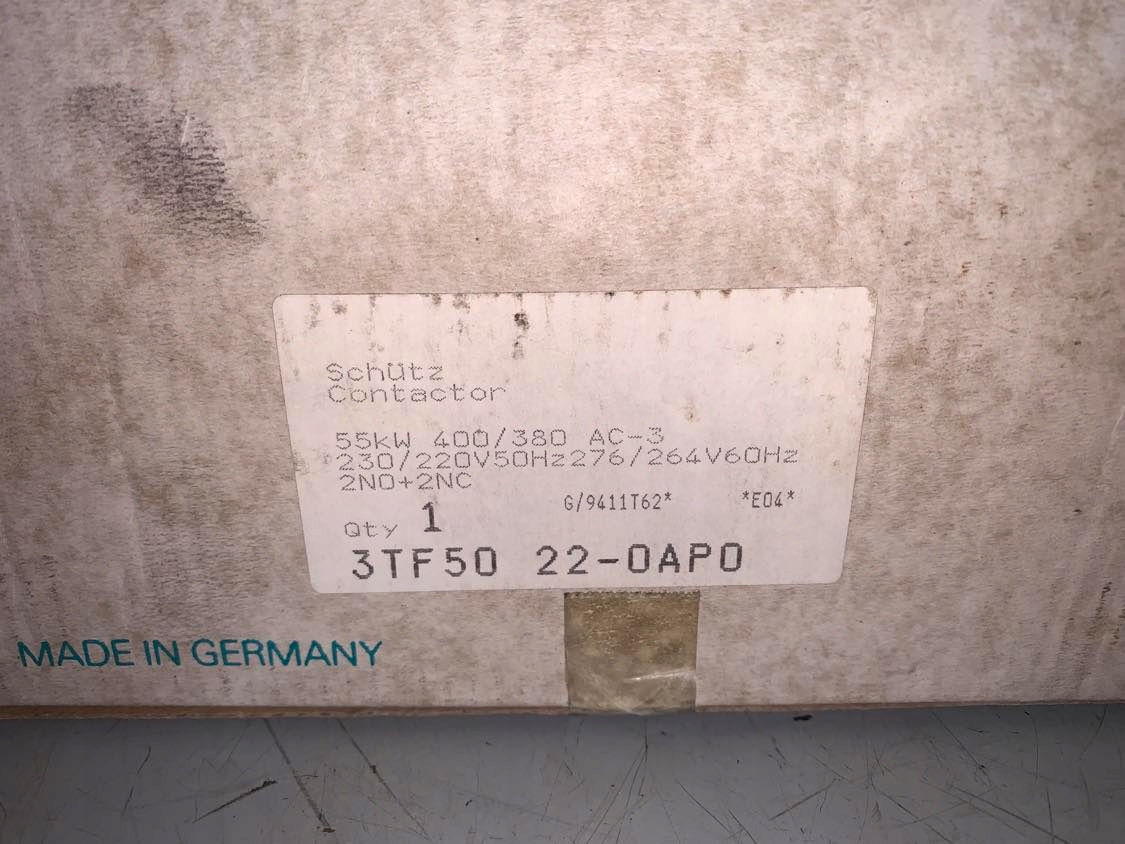 Schütz
Contactor
55kW 400/380 AC-3
230/220V50Hz276/264V60Hz
2NO+2NC
G/9411T62* *E04*
Qty 1
3TF50 22-0AP0
MADE IN GERMANY